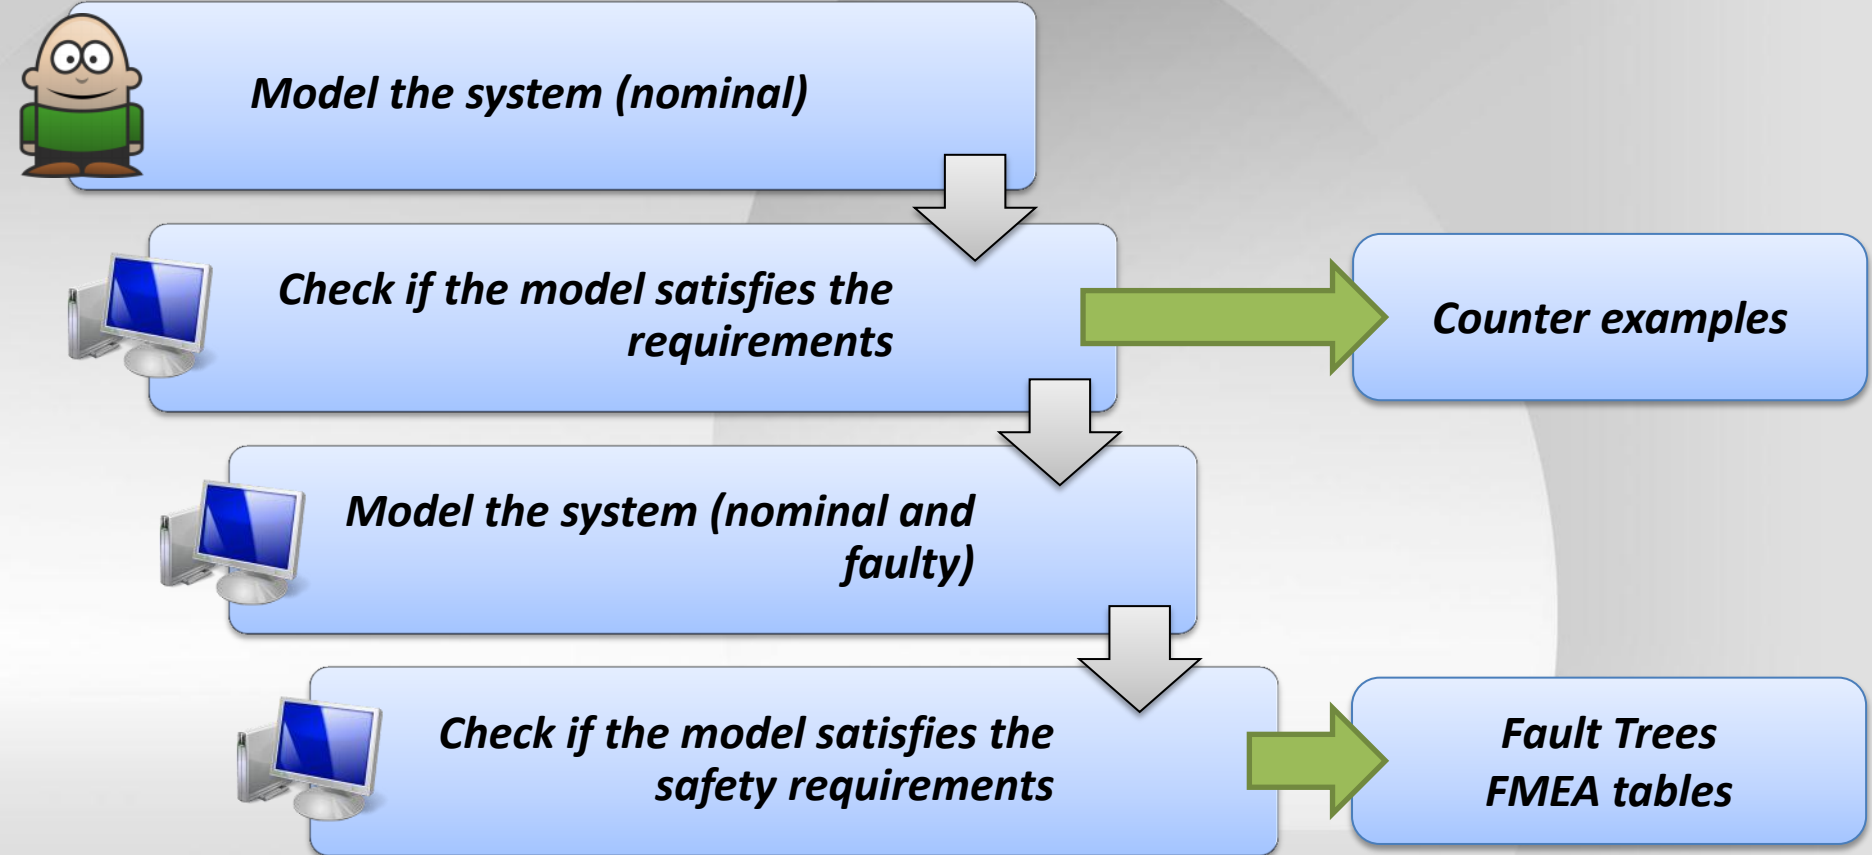 Model the system (nominal)
Check if the model satisfies the
requirements
Counter examples
Model the system (nominal and
faulty)
Check if the model satisfies the
safety requirements
Fault Trees
FMEA tables